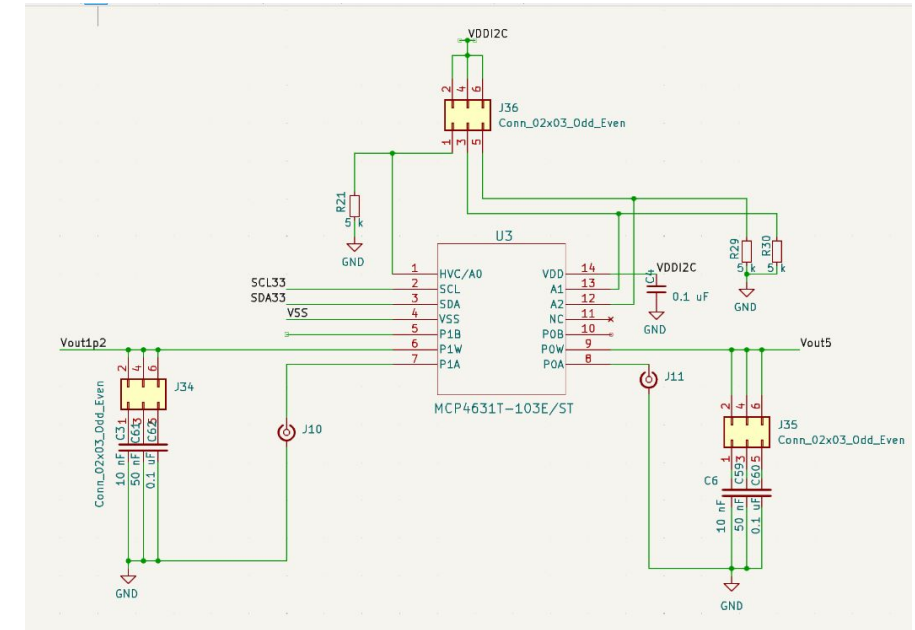 VDDI2C
2 4 6
J36
Conn_02x03_Odd_Even
1 3 5
R21
5 k
GND
U3
R29
5 k
R30
5 k
GND
1 HVC/A0
VDD 14
VDDI2C
SCL33
2 SCL
A1 13
C4
0.1 uF
SDA33
3 SDA
A2 12
VSS
4 VSS
NC 11
GND
5 P1B
P0B 10
Vout1p2
6 P1W
P0W 9
Vout5
7 P1A
P0A 8
MCP4631T-103E/ST
2 4 6
J34
Conn_02x03_Odd_Even
1 3 5
C3
10 nF
C61
50 nF
C62
0.1 uF
GND
J10
J11
2 4 6
J35
Conn_02x03_Odd_Even
1 3 5
C6
10 nF
C59
50 nF
C60
0.1 uF
GND